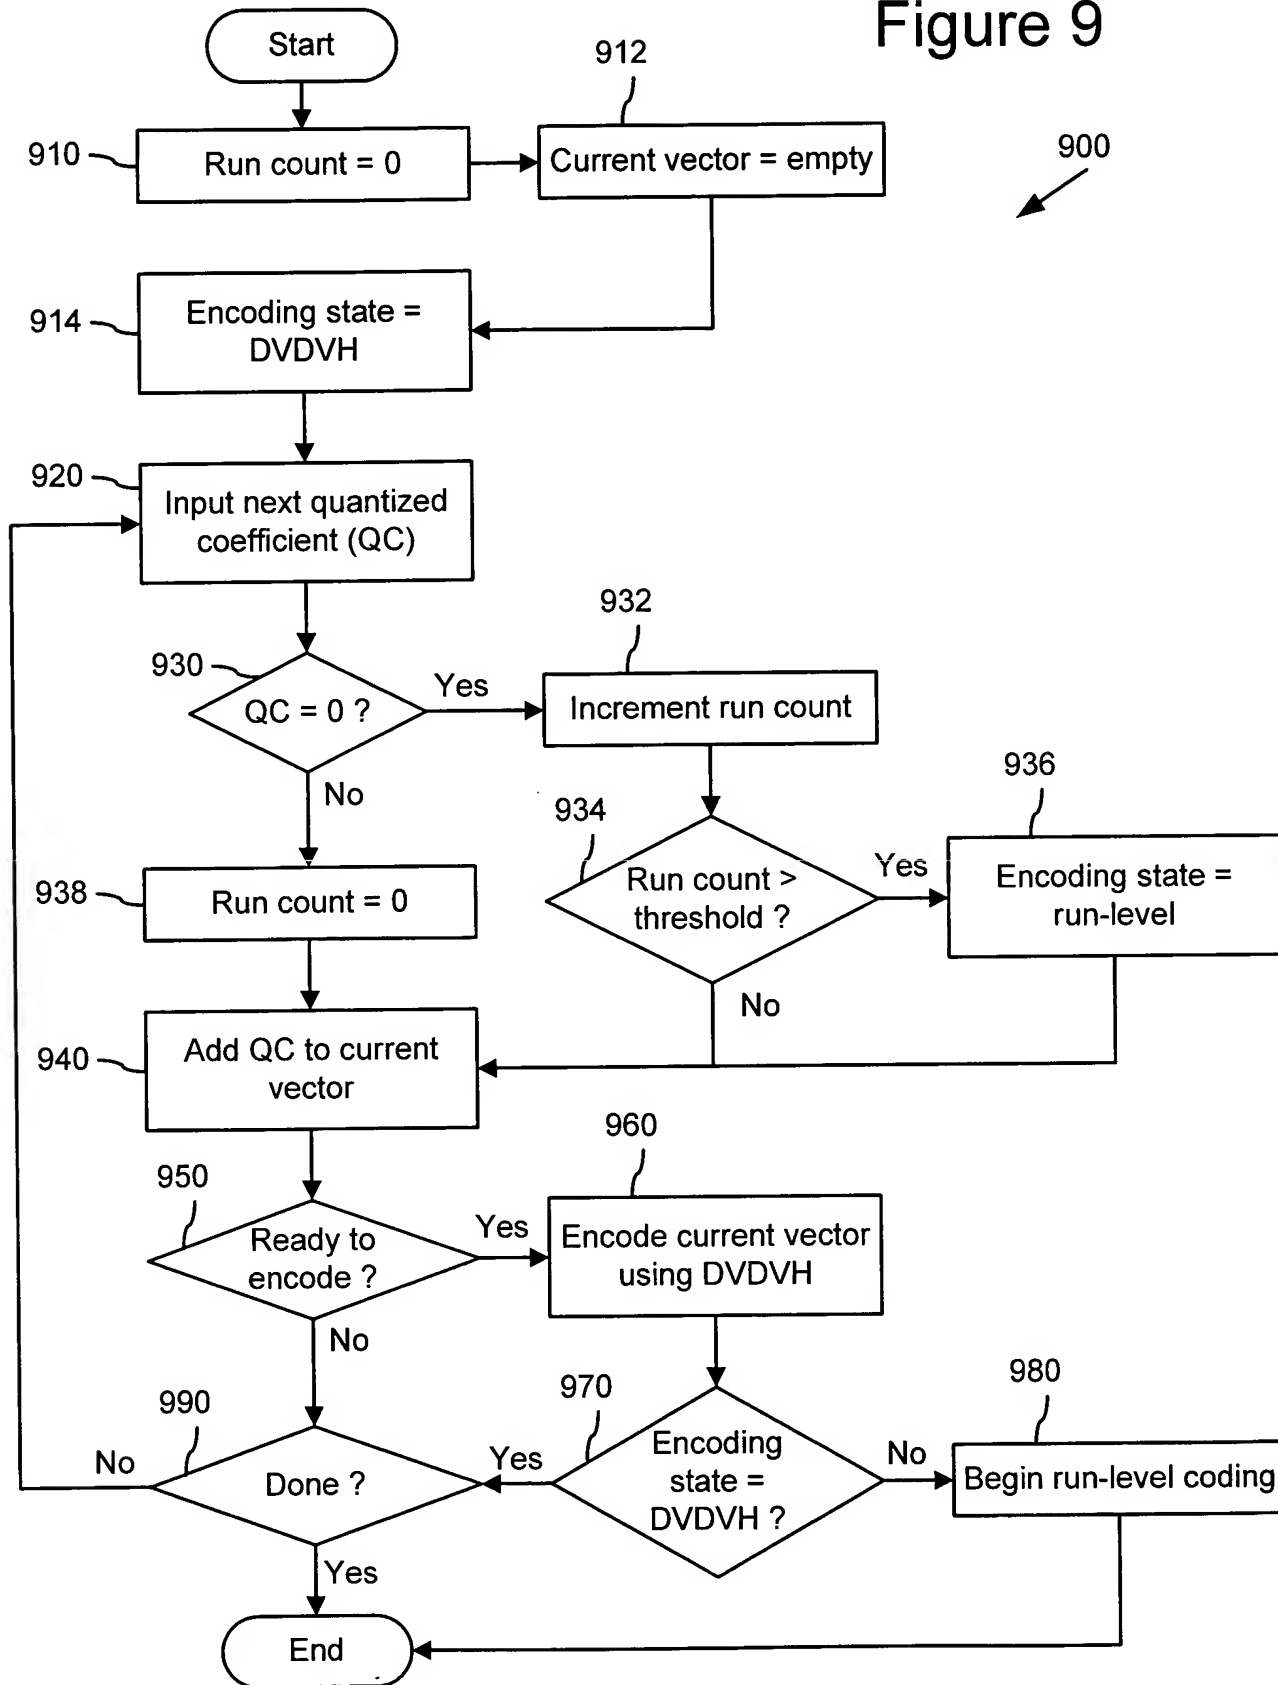 Figure 9
Start
912
910
Run count = 0
Current vector = empty
900
914
Encoding state =
DVDVH
920
Input next quantized
coefficient (QC)
932
930
QC = 0 ?
Yes
Increment run count
No
936
934
Run count >
threshold ?
Yes
Encoding state =
run-level
938
Run count = 0
No
940
Add QC to current
vector
960
950
Ready to
encode ?
Yes
Encode current vector
using DVDVH
No
980
970
990
Encoding
state =
DVDVH ?
No
Begin run-level coding
Yes
Done ?
No
Yes
End